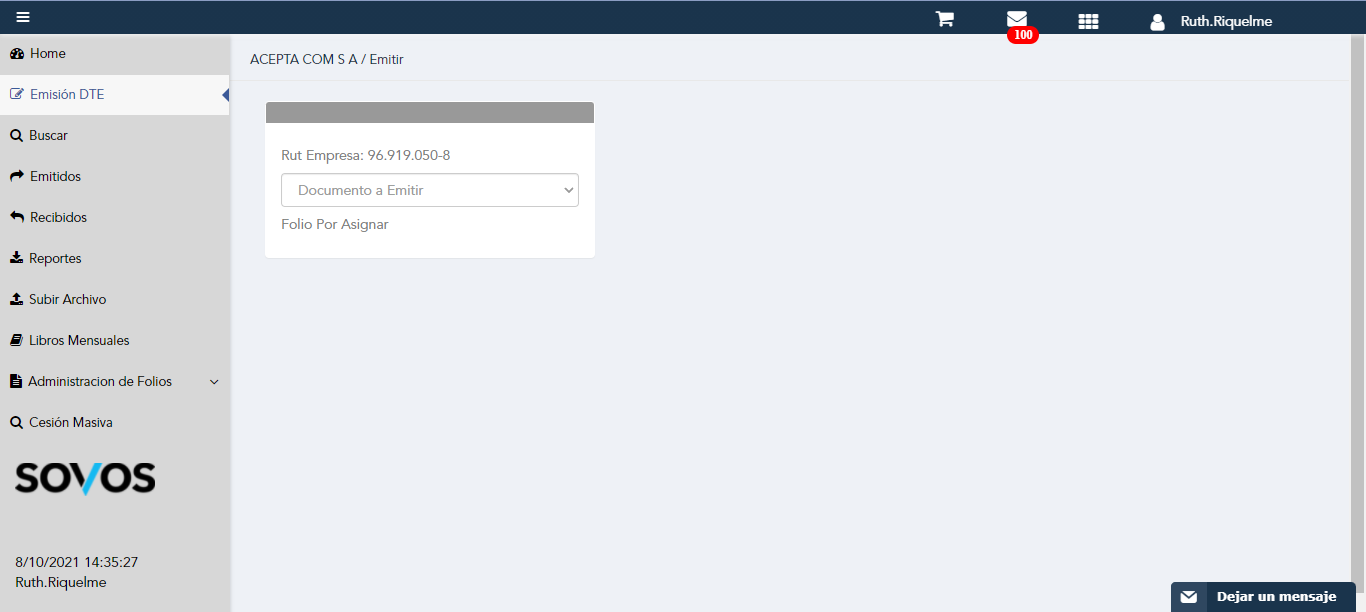 100
Ruth.Riquelme
Home
Emisión DTE
Buscar
Emitidos
Recibidos
Reportes
Subir Archivo
Libros Mensuales
Administracion de Folios
Cesión Masiva
SOVOS
8/10/2021 14:35:27
Ruth.Riquelme
ACEPTA COM S A / Emitir
Rut Empresa: 96.919.050-8
Documento a Emitir
Folio Por Asignar
Dejar un mensaje